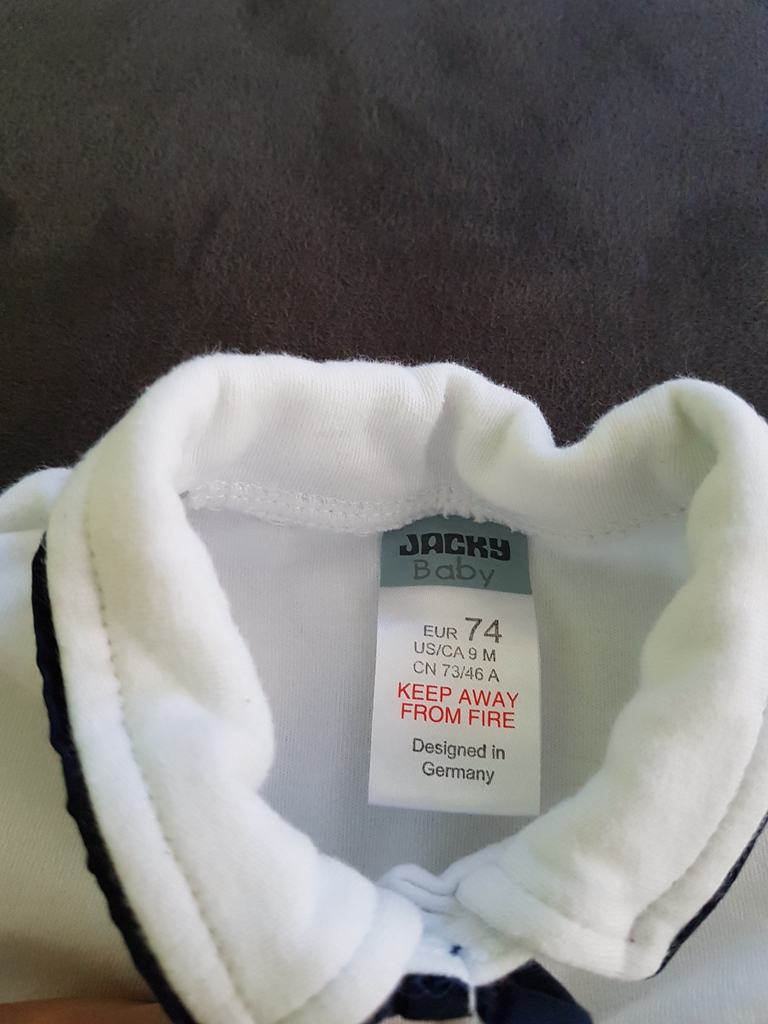 JACKY
Baby
EUR 74
US/CA 9 M
CN 73/46 A
KEEP AWAY
FROM FIRE
Designed in
Germany